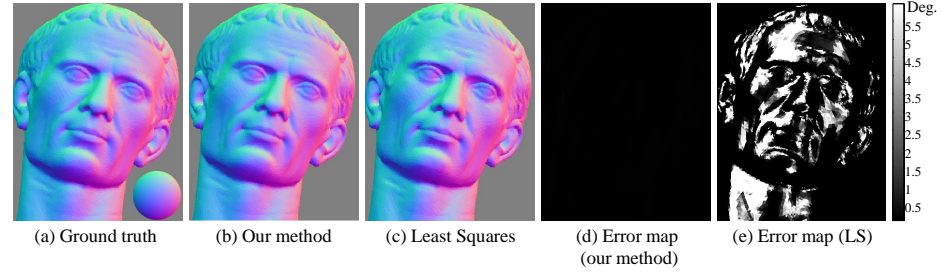 Deg.
5.5
5
4.5
4
3.5
3
2.5
2
1.5
1
0.5
(a) Ground truth
(b) Our method
(c) Least Squares
(d) Error map
(our method)
(e) Error map (LS)